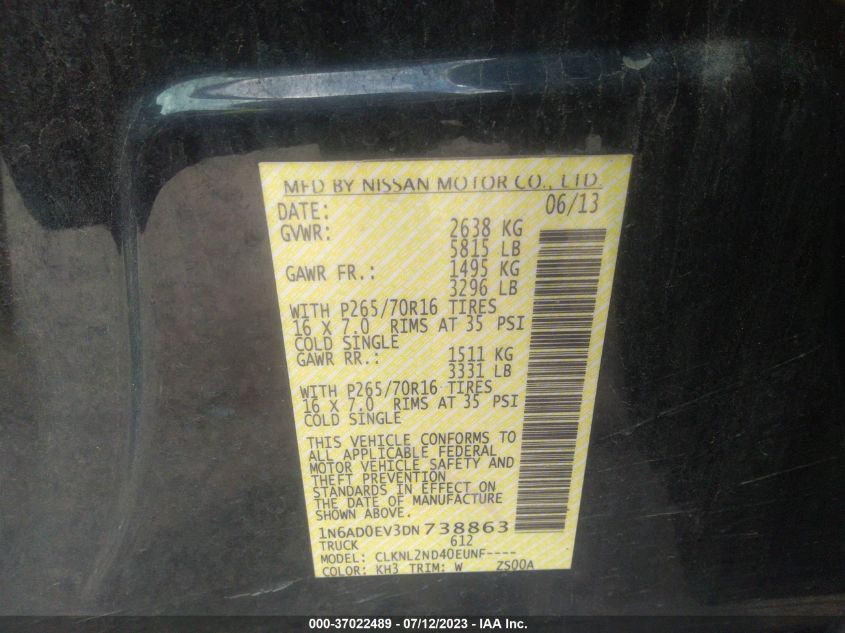 MFD BY NISSAN MOTOR CO., LTD.
DATE: 06/13
GVWR: 2638 KG
5815 LB
GAWR FR.: 1495 KG
3296 LB
WITH P265/70R16 TIRES
16 X 7.0 RIMS AT 35 PSI
COLD SINGLE
GAWR RR.: 1511 KG
3331 LB
WITH P265/70R16 TIRES
16 X 7.0 RIMS AT 35 PSI
COLD SINGLE
THIS VEHICLE CONFORMS TO
ALL APPLICABLE FEDERAL
MOTOR VEHICLE SAFETY AND
THEFT PREVENTION
STANDARDS IN EFFECT ON
THE DATE OF MANUFACTURE
SHOWN ABOVE.
1N6AD0EV3DN738863
TRUCK 612
MODEL: CLKNL2ND40EUNF----
COLOR: KH3 TRIM: W ZS00A
000-37022489 - 07/12/2023 - IAA Inc.